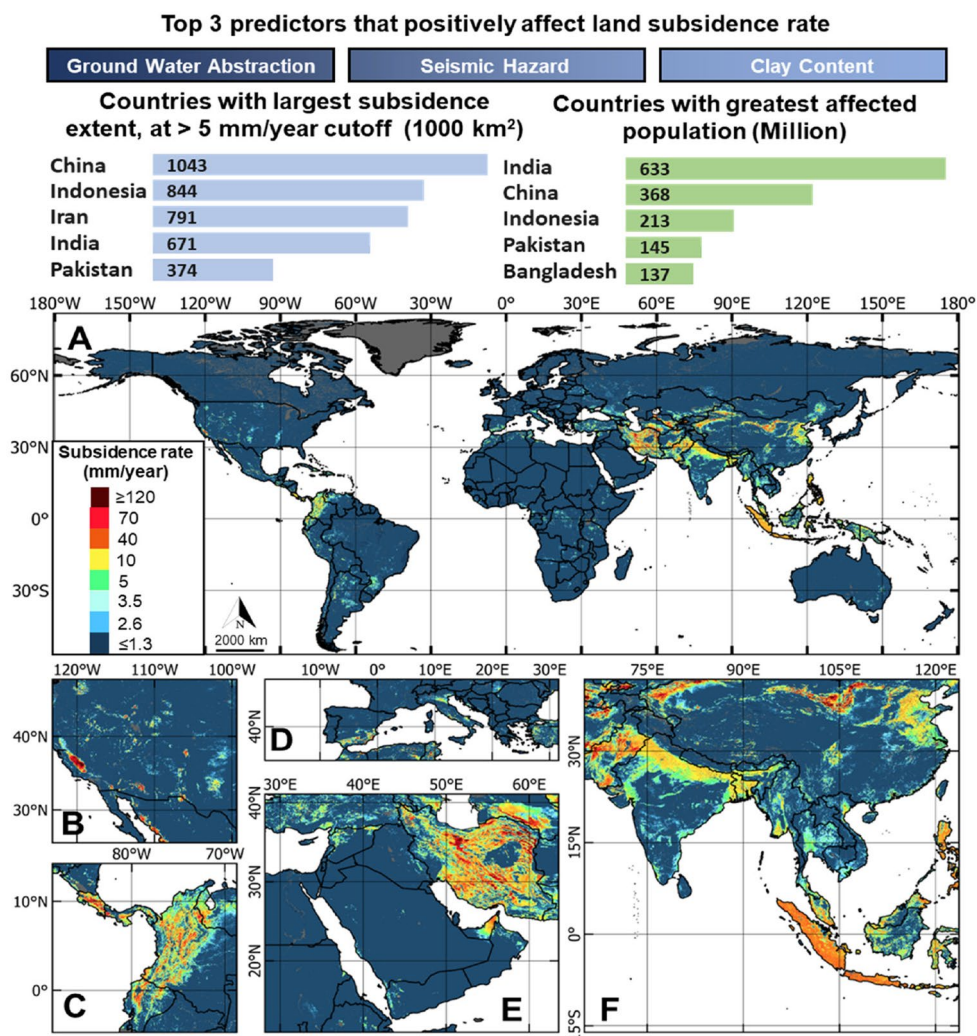 Top 3 predictors that positively affect land subsidence rate
Ground Water Abstraction
Seismic Hazard
Clay Content
Countries with largest subsidence
extent, at > 5 mm/year cutoff (1000 km²)
China 1043
Indonesia 844
Iran 791
India 671
Pakistan 374
Countries with greatest affected
population (Million)
India 633
China 368
Indonesia 213
Pakistan 145
Bangladesh 137
180°W 150°W 120°W 90°W 60°W 30°W 0° 30°E 60°E 90°E 120°E 150°E 180°
A
60°N
30°N
0°
30°S
Subsidence rate
(mm/year)
≥120
70
40
10
5
3.5
2.6
≤1.3
N
2000 km
120°W 110°W 100°W
40°N
30°N
B
80°W 70°W
10°N
0°
C
10°W 0° 10°E 20°E 30°E
40°N
D
30°E 40°E 50°E 60°E
40°N
30°N
20°N
E
75°E 90°E 105°E 120°E
30°N
15°N
0°
15°S
F